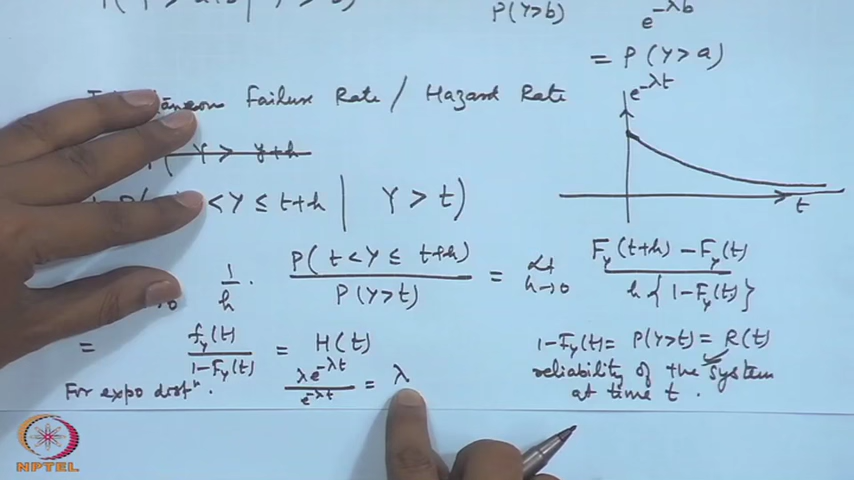 P(Y>b)
e^{-λb}
= P(Y>a)
Failure Rate / Hazard Rate
e^{-λt}
Y > y+h
< Y ≤ t+h | Y > t)
t
1/h · P(t<Y≤ t+h) / P(Y>t) = lt h→0 F_Y(t+h) - F_Y(t) / h{1-F_Y(t)}
= f_Y(t) / 1-F_Y(t) = H(t)
1-F_Y(t) = P(Y>t) = R(t)
For expo distⁿ. λe^{-λt} / e^{-λt} = λ
reliability of the system
at time t.
NPTEL